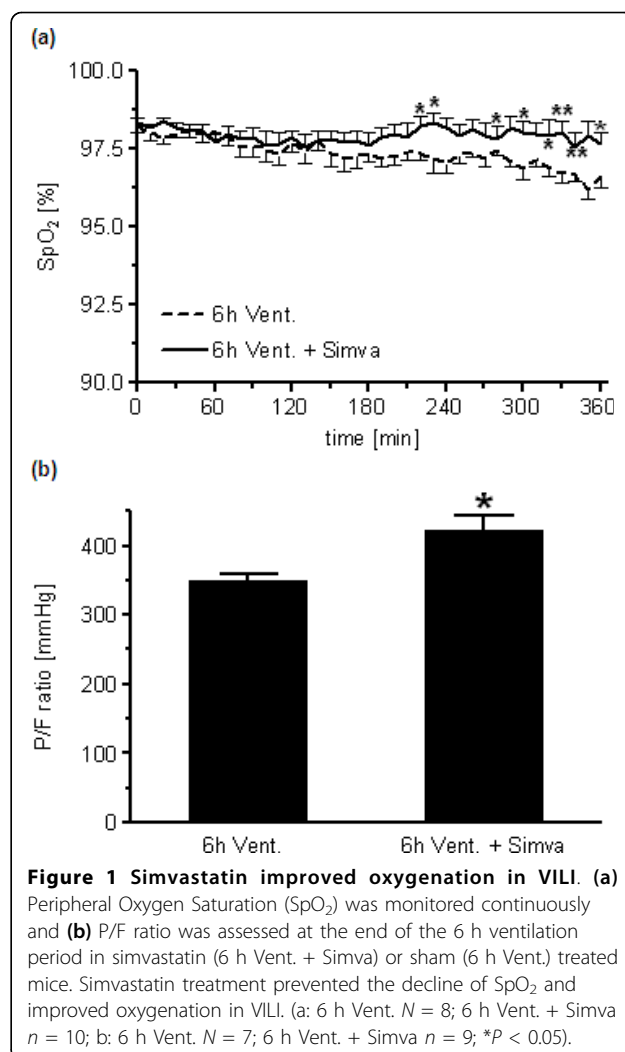 (a)
100.0
97.5
95.0
92.5
90.0
SpO₂ [%]
* * * * ** *
* **
6h Vent.
6h Vent. + Simva
0 60 120 180 240 300 360
time [min]
(b)
400
300
200
100
0
P/F ratio [mmHg]
*
6h Vent. 6h Vent. + Simva
Figure 1 Simvastatin improved oxygenation in VILI. (a)
Peripheral Oxygen Saturation (SpO₂) was monitored continuously
and (b) P/F ratio was assessed at the end of the 6 h ventilation
period in simvastatin (6 h Vent. + Simva) or sham (6 h Vent.) treated
mice. Simvastatin treatment prevented the decline of SpO₂ and
improved oxygenation in VILI. (a: 6 h Vent. N = 8; 6 h Vent. + Simva
n = 10; b: 6 h Vent. N = 7; 6 h Vent. + Simva n = 9; *P < 0.05).